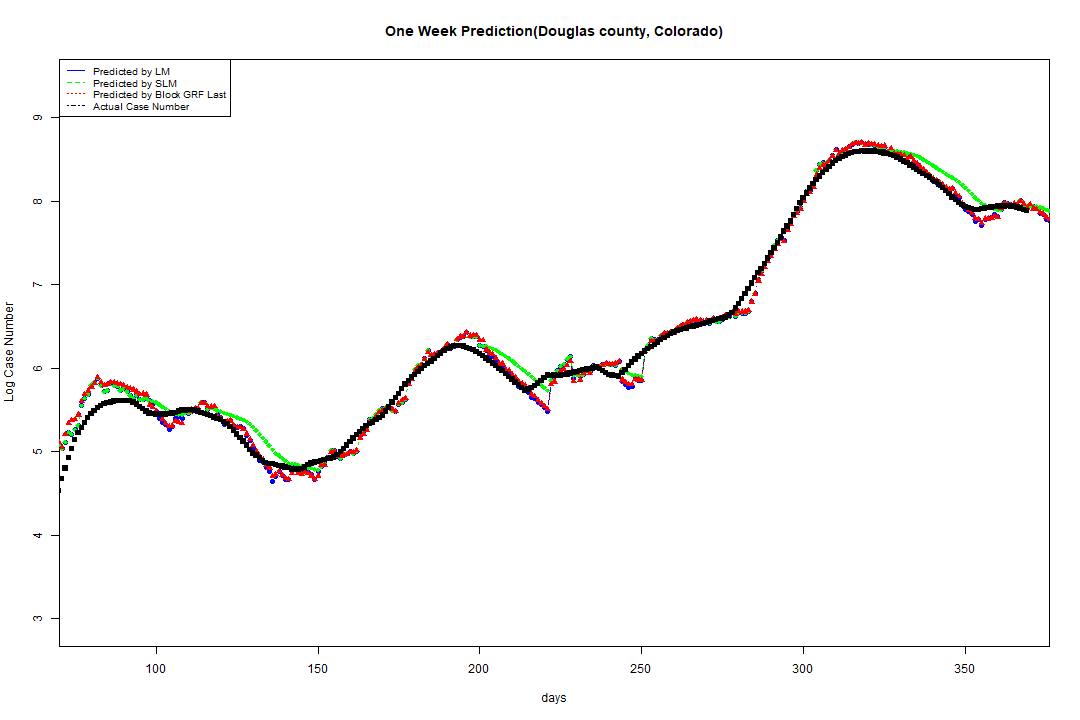 One Week Prediction(Douglas county, Colorado)
Predicted by LM
Predicted by SLM
Predicted by Block GRF Last
Actual Case Number
9
8
7
6
5
4
3
Log Case Number
100 150 200 250 300 350
days